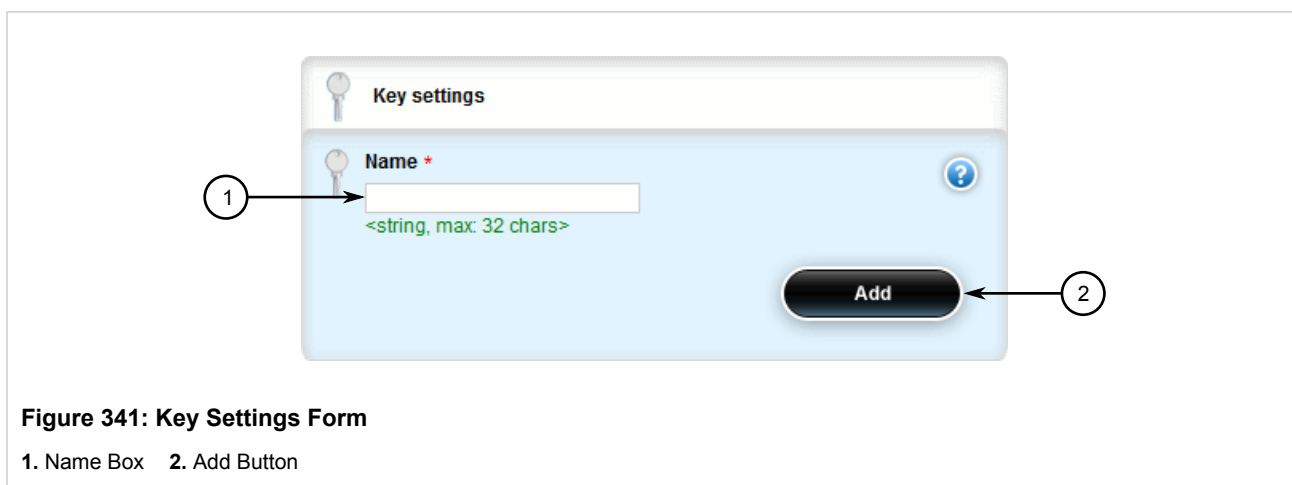 Key settings
Name *
?
1
<string, max: 32 chars>
Add
2
Figure 341: Key Settings Form
1. Name Box 2. Add Button